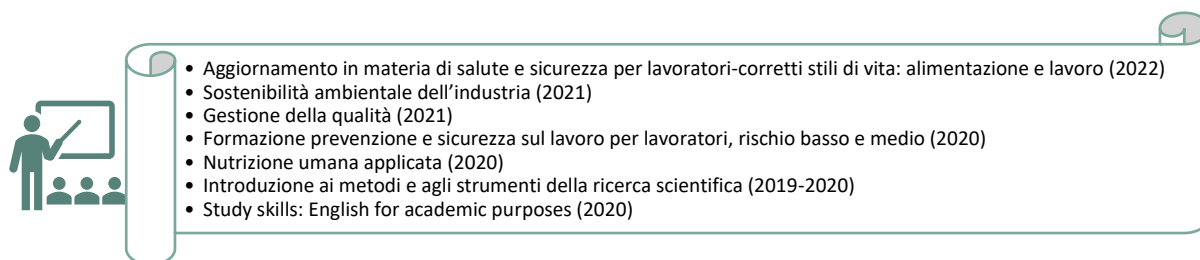 • Aggiornamento in materia di salute e sicurezza per lavoratori-corretti stili di vita: alimentazione e lavoro (2022)
• Sostenibilità ambientale dell'industria (2021)
• Gestione della qualità (2021)
• Formazione prevenzione e sicurezza sul lavoro per lavoratori, rischio basso e medio (2020)
• Nutrizione umana applicata (2020)
• Introduzione ai metodi e agli strumenti della ricerca scientifica (2019-2020)
• Study skills: English for academic purposes (2020)